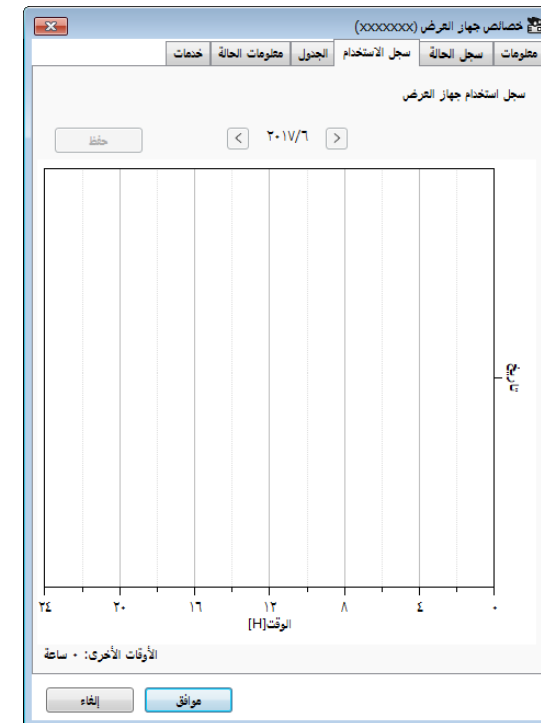 خصائص جهاز العرض (xxxxxxx)
معلومات سجل الحالة سجل الاستخدام الجدول معلومات الحالة خدمات
سجل استخدام جهاز العرض
< ٢٠١٧/٦ > حفظ
تاريخ
٠ ٤ ٨ ١٢ ١٦ ٢٠ ٢٤
الوقت[H]
الأوقات الأخرى: ٠ ساعة
موافق إلغاء